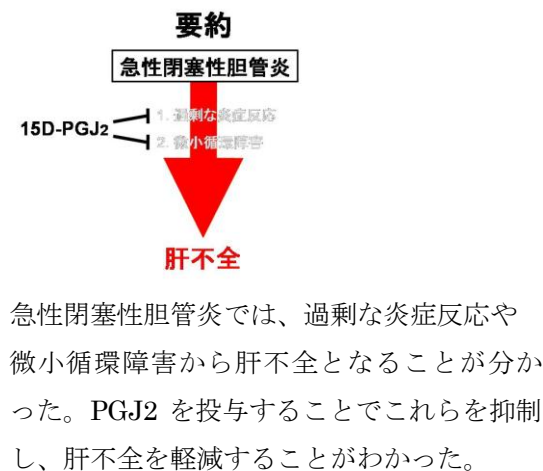 要約
急性閉塞性胆管炎
1. 過剰な炎症反応
15D-PGJ2
2. 微小循環障害
肝不全
急性閉塞性胆管炎では、過剰な炎症反応や
微小循環障害から肝不全となることが分か
った。PGJ2 を投与することでこれらを抑制
し、肝不全を軽減することがわかった。